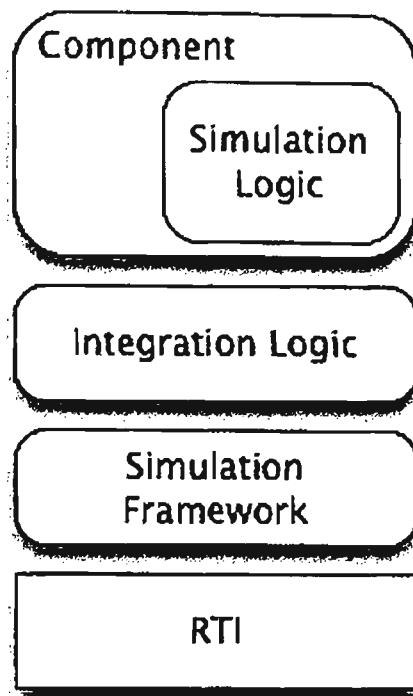 Component
Simulation
Logic
Integration Logic
Simulation
Framework
RTI